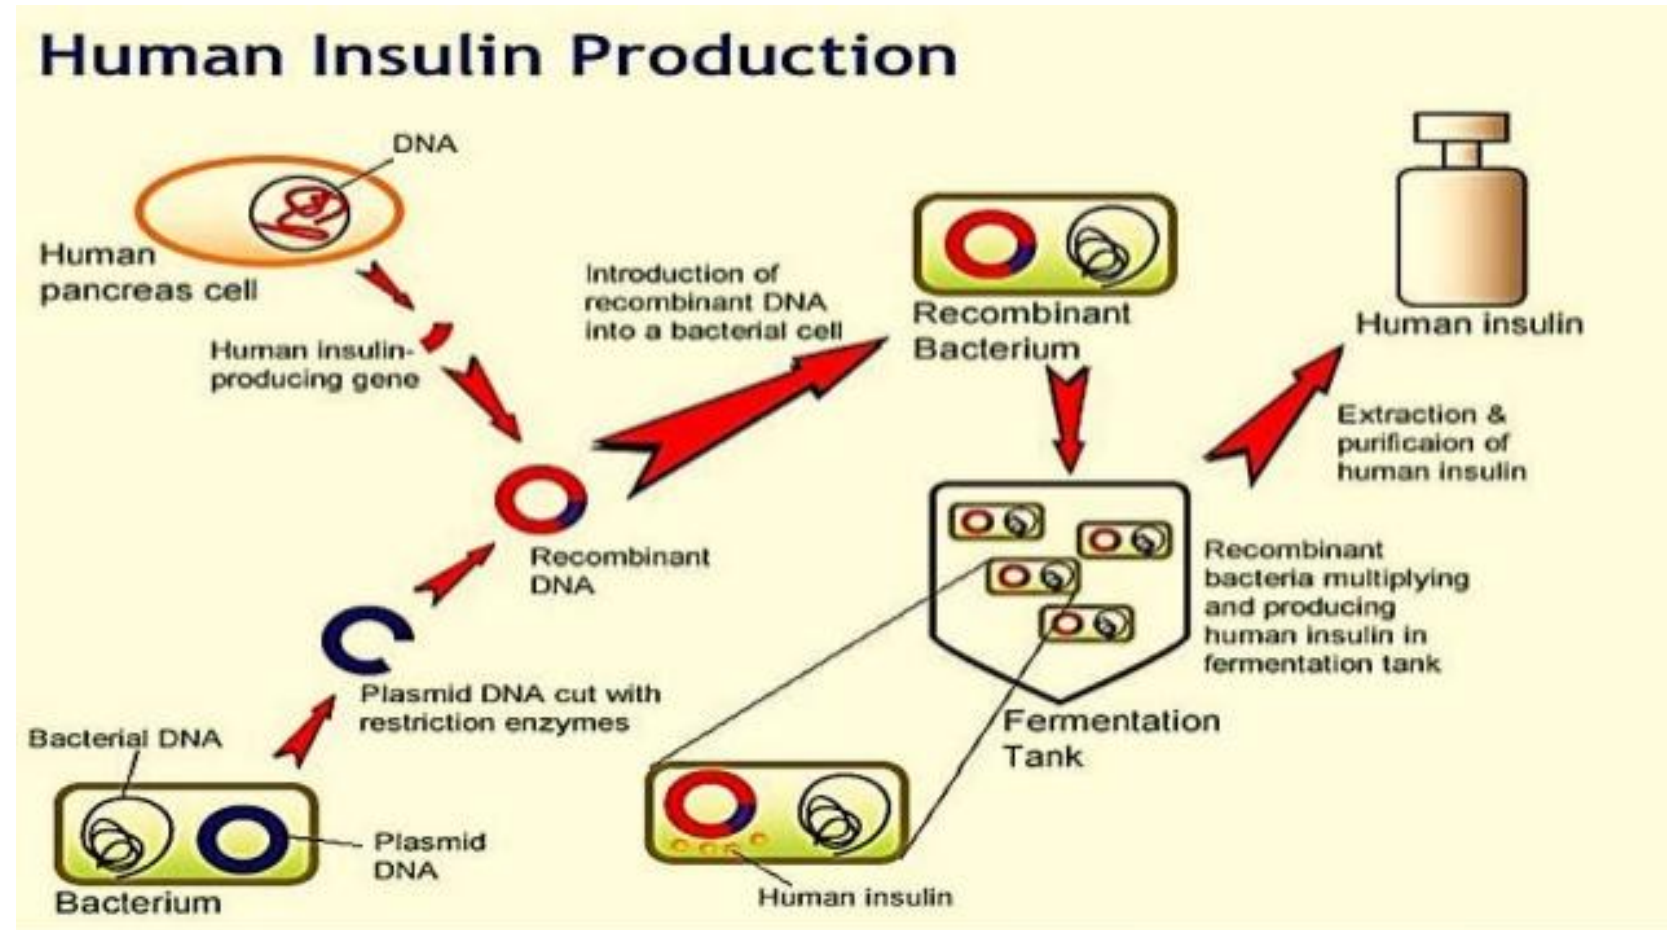 Human Insulin Production
DNA
Human
pancreas cell
Human insulin-
producing gene
Introduction of
recombinant DNA
into a bacterial cell
Recombinant
Bacterium
Human insulin
Extraction &
purificaion of
human insulin
Recombinant
DNA
Recombinant
bacteria multiplying
and producing
human insulin in
fermentation tank
Plasmid DNA cut with
restriction enzymes
Fermentation
Tank
Bacterial DNA
Plasmid
DNA
Bacterium
Human insulin